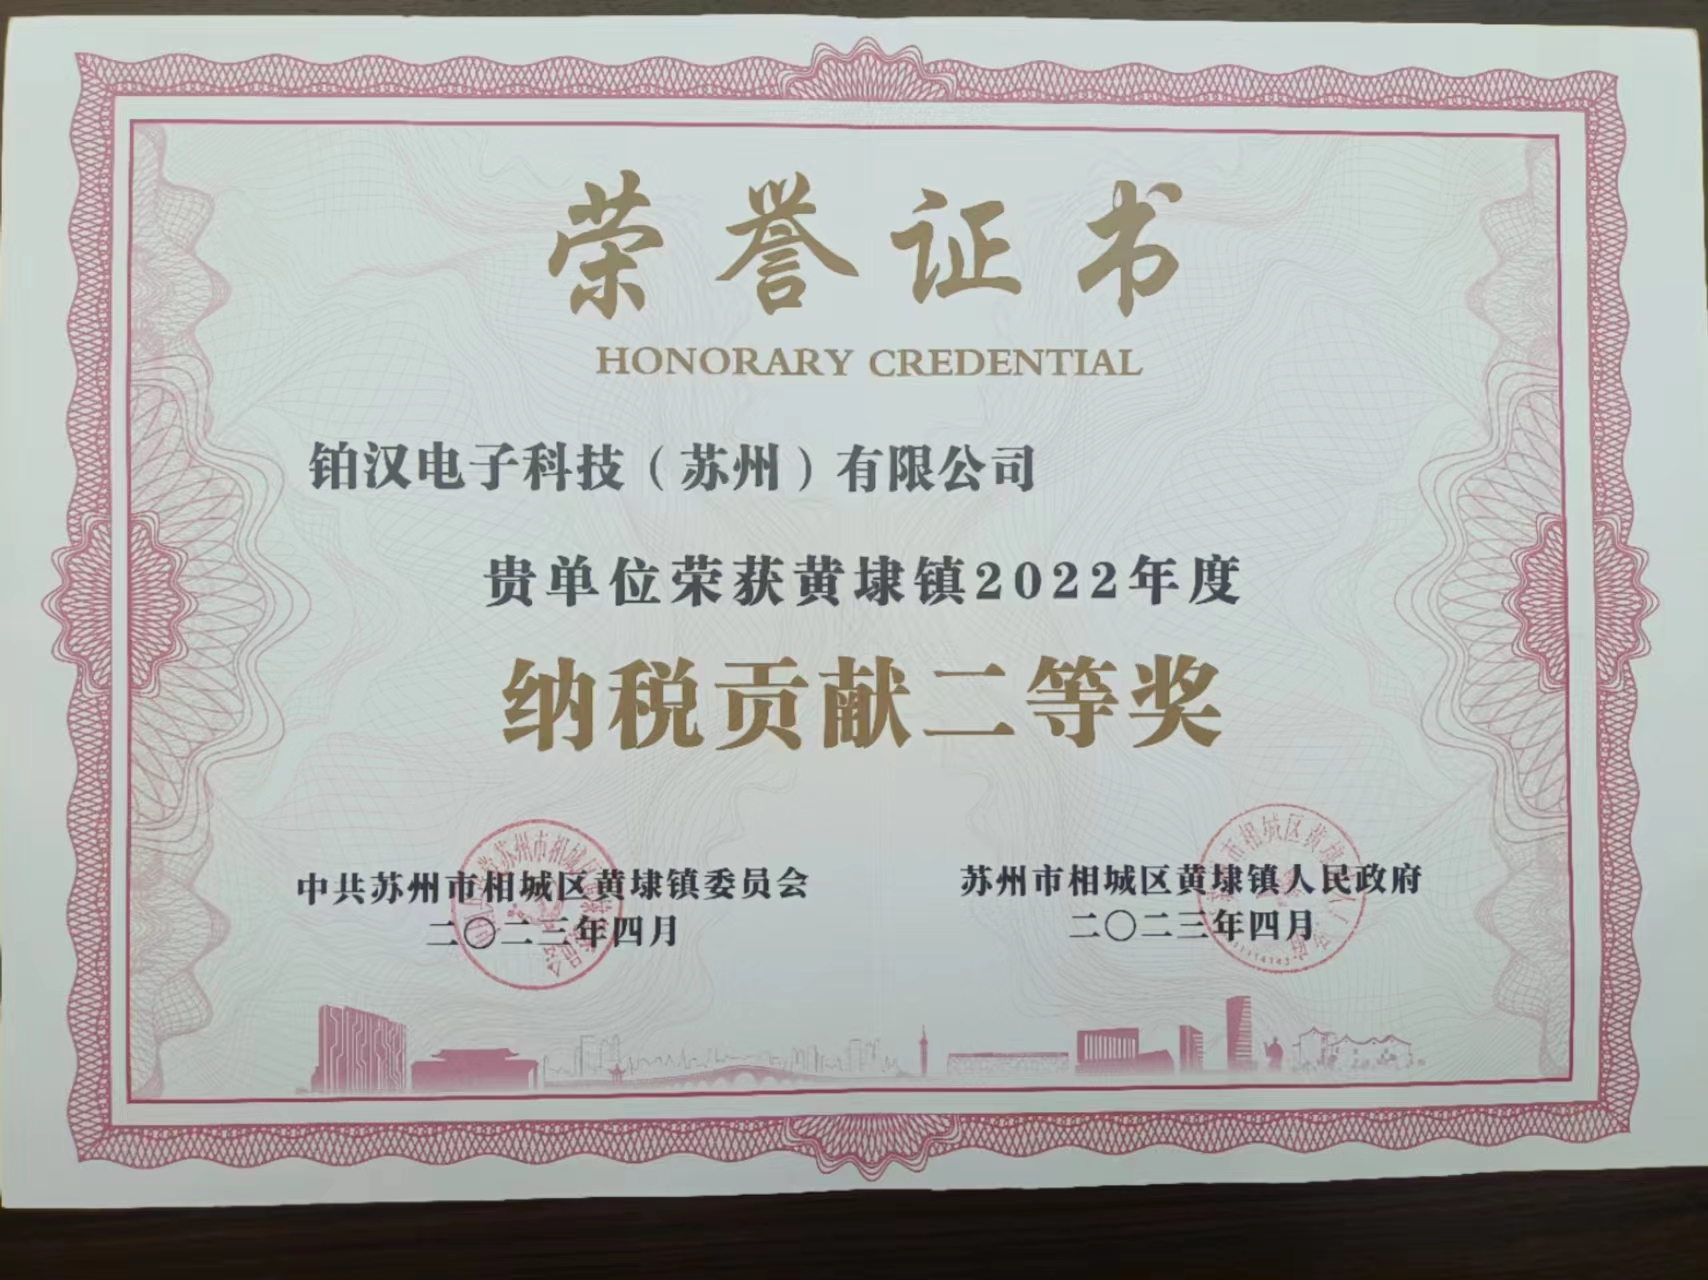 荣誉证书
HONORARY CREDENTIAL
铂汉电子科技（苏州）有限公司
贵单位荣获黄埭镇2022年度
纳税贡献二等奖
中共苏州市相城区黄埭镇委员会
二〇二三年四月
苏州市相城区黄埭镇人民政府
二〇二三年四月